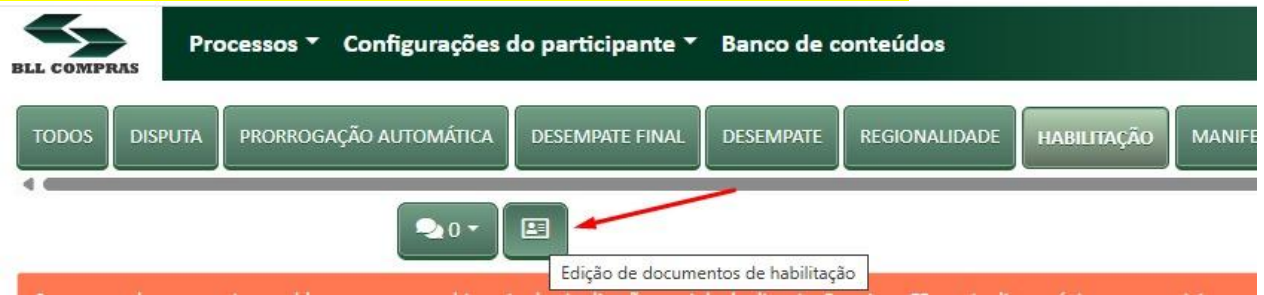 BLL COMPRAS
Processos Configurações do participante Banco de conteúdos
TODOS DISPUTA PRORROGAÇÃO AUTOMÁTICA DESEMPATE FINAL DESEMPATE REGIONALIDADE HABILITAÇÃO MANIFE
0
Edição de documentos de habilitação